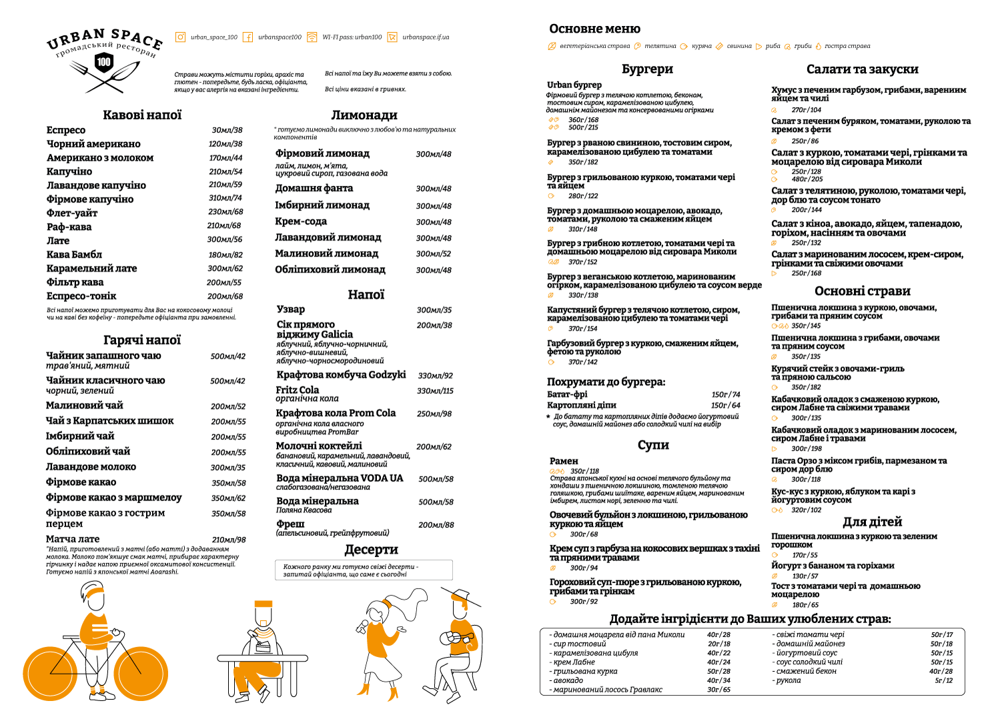 URBAN SPACE
громадський ресторан
100
urban_space_100 urbanspace100 WI-FI pass: urban100 urbanspace.if.ua
Страви можуть містити горіхи, арахіс та
глютен - попередьте, будь ласка, офіціанта,
якщо у вас алергія на вказані інгредієнти.
Всі напої та їжу Ви можете взяти з собою.
Всі ціни вказані в гривнях.
Кавові напої
Еспресо 30мл/38
Чорний американо 120мл/38
Американо з молоком 170мл/44
Капучіно 210мл/54
Лавандове капучіно 210мл/59
Фірмове капучіно 310мл/74
Флет-уайт 230мл/68
Раф-кава 210мл/68
Лате 300мл/56
Кава Бамбл 180мл/82
Карамельний лате 300мл/62
Фільтр кава 200мл/55
Еспресо-тонік 200мл/68
Всі напої можемо приготувати для Вас на кокосовому молоці
чи на каві без кофеїну - попередьте офіціанта при замовленні.
Гарячі напої
Чайник запашного чаю 500мл/42
трав'яний, мятний
Чайник класичного чаю 500мл/42
чорний, зелений
Малиновий чай 200мл/52
Чай з Карпатських шишок 200мл/55
Імбирний чай 200мл/55
Обліпиховий чай 200мл/55
Лавандове молоко 300мл/35
Фірмове какао 350мл/58
Фірмове какао з маршмелоу 350мл/62
Фірмове какао з гострим 350мл/58
перцем
Матча лате 210мл/98
"Напій, приготовлений з матчі (або маттi) з додаванням
молока. Молоко пом'якшує смак матчі, прибирає характерну
гірчинку і надає напою приємної оксамитової консистенції.
Готуємо напій з японської матчі Aoarashi.
Лимонади
* готуємо лимонади виключно з любов'ю та натуральних
компонентів
Фірмовий лимонад 300мл/48
лайм, лимон, м'ята,
цукровий сироп, газована вода
Домашня фанта 300мл/48
Імбирний лимонад 300мл/48
Крем-сода 300мл/48
Лавандовий лимонад 300мл/48
Малиновий лимонад 300мл/52
Обліпиховий лимонад 300мл/48
Напої
Узвар 300мл/35
Сік прямого 200мл/38
віджиму Galicia
яблучний, яблучно-чорничний,
яблучно-вишневий,
яблучно-чорносмородиновий
Крафтова комбуча Godzyki 330мл/92
Fritz Cola 330мл/115
органічна кола
Крафтова кола Prom Cola 250мл/98
органічна кола власного
виробництва PromBar
Молочні коктейлі 200мл/62
банановий, карамельний, лавандовий,
класичний, кавовий, малиновий
Вода мінеральна VODA UA 500мл/58
слабогазована/негазована
Вода мінеральна 500мл/58
Поляна Квасова
Фреш 200мл/88
(апельсиновий, грейпфрутовий)
Десерти
Кожного ранку ми готуємо свіжі десерти -
запитай офіціанта, що саме є сьогодні
Основне меню
вегетеріанська страва телятина куряча свинина риба гриби гостра страва
Бургери
Urban бургер
Фірмовий бургер з телячою котлетою, беконом,
тостовим сиром, карамелізованою цибулею,
домашнім майонезом та консервованими огірками
360г/168
500г/215
Бургер з рваною свининою, тостовим сиром,
карамелізованою цибулею та томатами
350г/182
Бургер з грильованою куркою, томатами чері
та яйцем
280г/122
Бургер з домашньою моцарелою, авокадо,
томатами, руколою та смаженим яйцем
310г/148
Бургер з грибною котлетою, томатами чері та
домашньою моцарелою від сировара Миколи
370г/152
Бургер з веганською котлетою, маринованим
огірком, карамелізованою цибулею та соусом верде
330г/138
Капустяний бургер з телячою котлетою, сиром,
карамелізованою цибулею та томатами чері
370г/154
Гарбузовий бургер з куркою, смаженим яйцем,
фетою та руколою
370г/142
Похрумати до бургера:
Батат-фрі 150г/74
Картопляні діпи 150г/64
* До батату та картопляних діпів додаємо йогуртовий
соус, домашній майонез або солодкий чилі на вибір
Супи
Рамен
350г/118
Страва японської кухні на основі телячого бульйону та
хондаши з пшеничною локшиною, томленою телячою
голяшкою, грибами шиїтаке, вареним яйцем, маринованим
імбирем, листом норі, зеленню та чилі.
Овочевий бульйон з локшиною, грильованою
куркою та яйцем
300г/68
Крем суп з гарбуза на кокосових вершках з тахіні
та пряними травами
300г/94
Гороховий суп-пюре з грильованою куркою,
грибами та грінкам
300г/92
Салати та закуски
Хумус з печеним гарбузом, грибами, варениим
яйцем та чилі
270г/104
Салат з печеним буряком, томатами, руколою та
кремом з фети
250г/86
Салат з куркою, томатами чері, грінками та
моцарелою від сировара Миколи
250г/128
480г/205
Салат з телятиною, руколою, томатами чері,
дор блю та соусом тонато
200г/144
Салат з кіноа, авокадо, яйцем, тапенадою,
горіхом, насінням та овочами
250г/132
Салат з маринованим лососем, крем-сиром,
грінками та свіжими овочами
250г/168
Основні страви
Пшенична локшина з куркою, овочами,
грибами та пряним соусом
350г/145
Пшенична локшина з грибами, овочами
та пряним соусом
350г/135
Курячий стейк з овочами-гриль
та пряною сальсою
350г/182
Кабачковий оладок з смаженою куркою,
сиром Лабне та свіжими травами
300г/135
Кабачковий оладок з маринованим лососем,
сиром Лабне і травами
300г/198
Паста Орзо з міксом грибів, пармезаном та
сиром дор блю
300г/118
Кус-кус з куркою, яблуком та карі з
йогуртовим соусом
320г/102
Для дітей
Пшенична локшина з куркою та зеленим
горошком
170г/55
Йогурт з бананом та горіхами
130г/57
Тост з томатами чері та домашньою
моцарелою
180г/65
Додайте інгрідієнти до Ваших улюблених страв:
- домашня моцарела від пана Миколи 40г/28
- сир тостовий 20г/18
- карамелізована цибуля 40г/22
- крем Лабне 40г/24
- грильована курка 50г/28
- авокадо 40г/34
- маринований лосось Гравлакс 30г/65
- свіжі томати чері 50г/17
- домашній майонез 50г/18
- йогуртовий соус 50г/15
- соус солодкий чилі 50г/15
- смажений бекон 40г/28
- рукола 5г/12